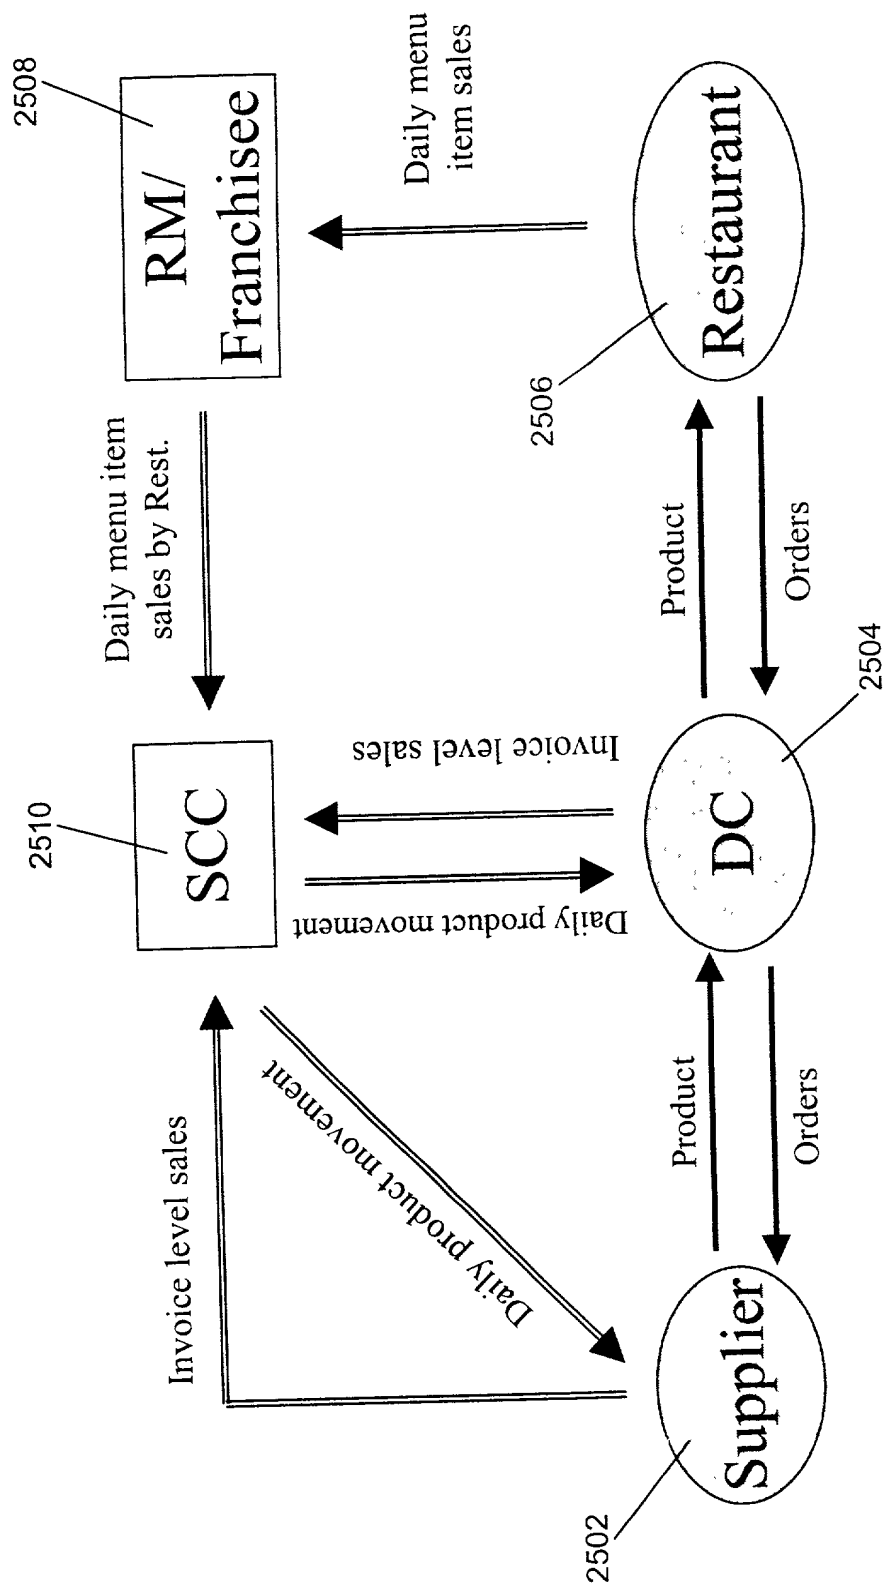 2510
2508
SCC
RM/
Franchisee
Daily menu item
sales by Rest.
Invoice level sales
Daily product movement
Daily product movement
Invoice level sales
Daily menu
item sales
2502
Supplier
Product
Orders
DC
2504
Product
Orders
2506
Restaurant